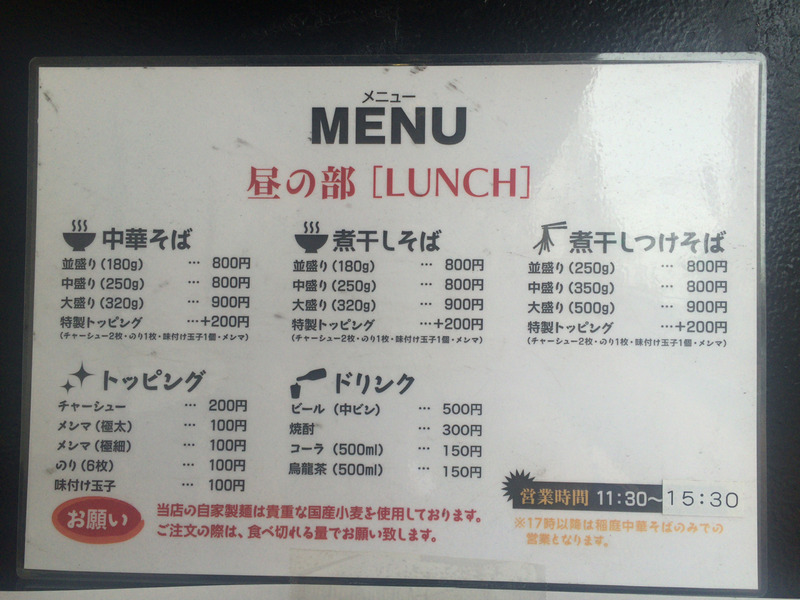 メニュー
MENU
昼の部 [LUNCH]
中華そば
並盛り(180g) … 800円
中盛り(250g) … 800円
大盛り(320g) … 900円
特製トッピング …+200円
(チャーシュー2枚・のり1枚・味付け玉子1個・メンマ)
煮干しそば
並盛り(180g) … 800円
中盛り(250g) … 800円
大盛り(320g) … 900円
特製トッピング …+200円
(チャーシュー2枚・のり1枚・味付け玉子1個・メンマ)
煮干しつけそば
並盛り(250g) … 800円
中盛り(350g) … 800円
大盛り(500g) … 900円
特製トッピング …+200円
(チャーシュー2枚・のり1枚・味付け玉子1個・メンマ)
トッピング
チャーシュー … 200円
メンマ(極太) … 100円
メンマ(極細) … 100円
のり(6枚) … 100円
味付け玉子 … 100円
ドリンク
ビール(中ビン) … 500円
焼酎 … 300円
コーラ(500ml) … 150円
烏龍茶(500ml) … 150円
営業時間 11:30～15:30
※17時以降は稲庭中華そばのみでの
営業となります。
お願い
当店の自家製麺は貴重な国産小麦を使用しております。
ご注文の際は、食べ切れる量でお願い致します。